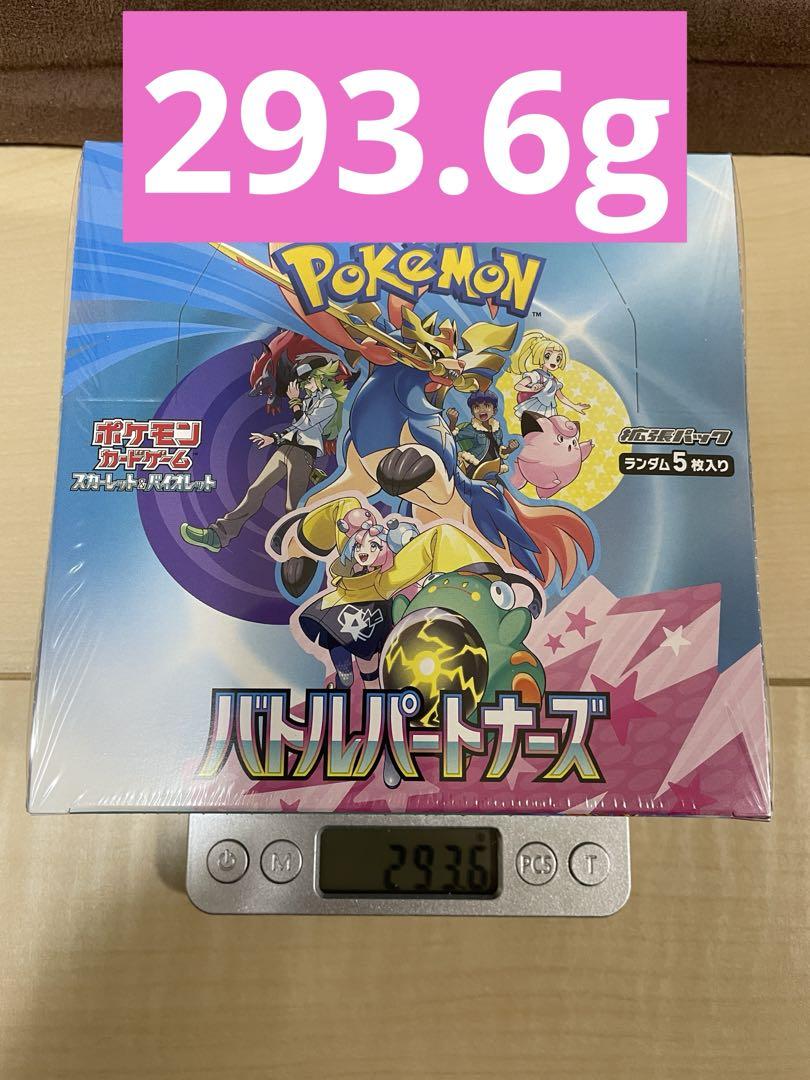 293.6g
POKéMON
TM
ポケモン
カードゲーム
スカーレット&バイオレット
拡張パック
ランダム5枚入り
バトルパートナーズ
293.6
M
PCS
T